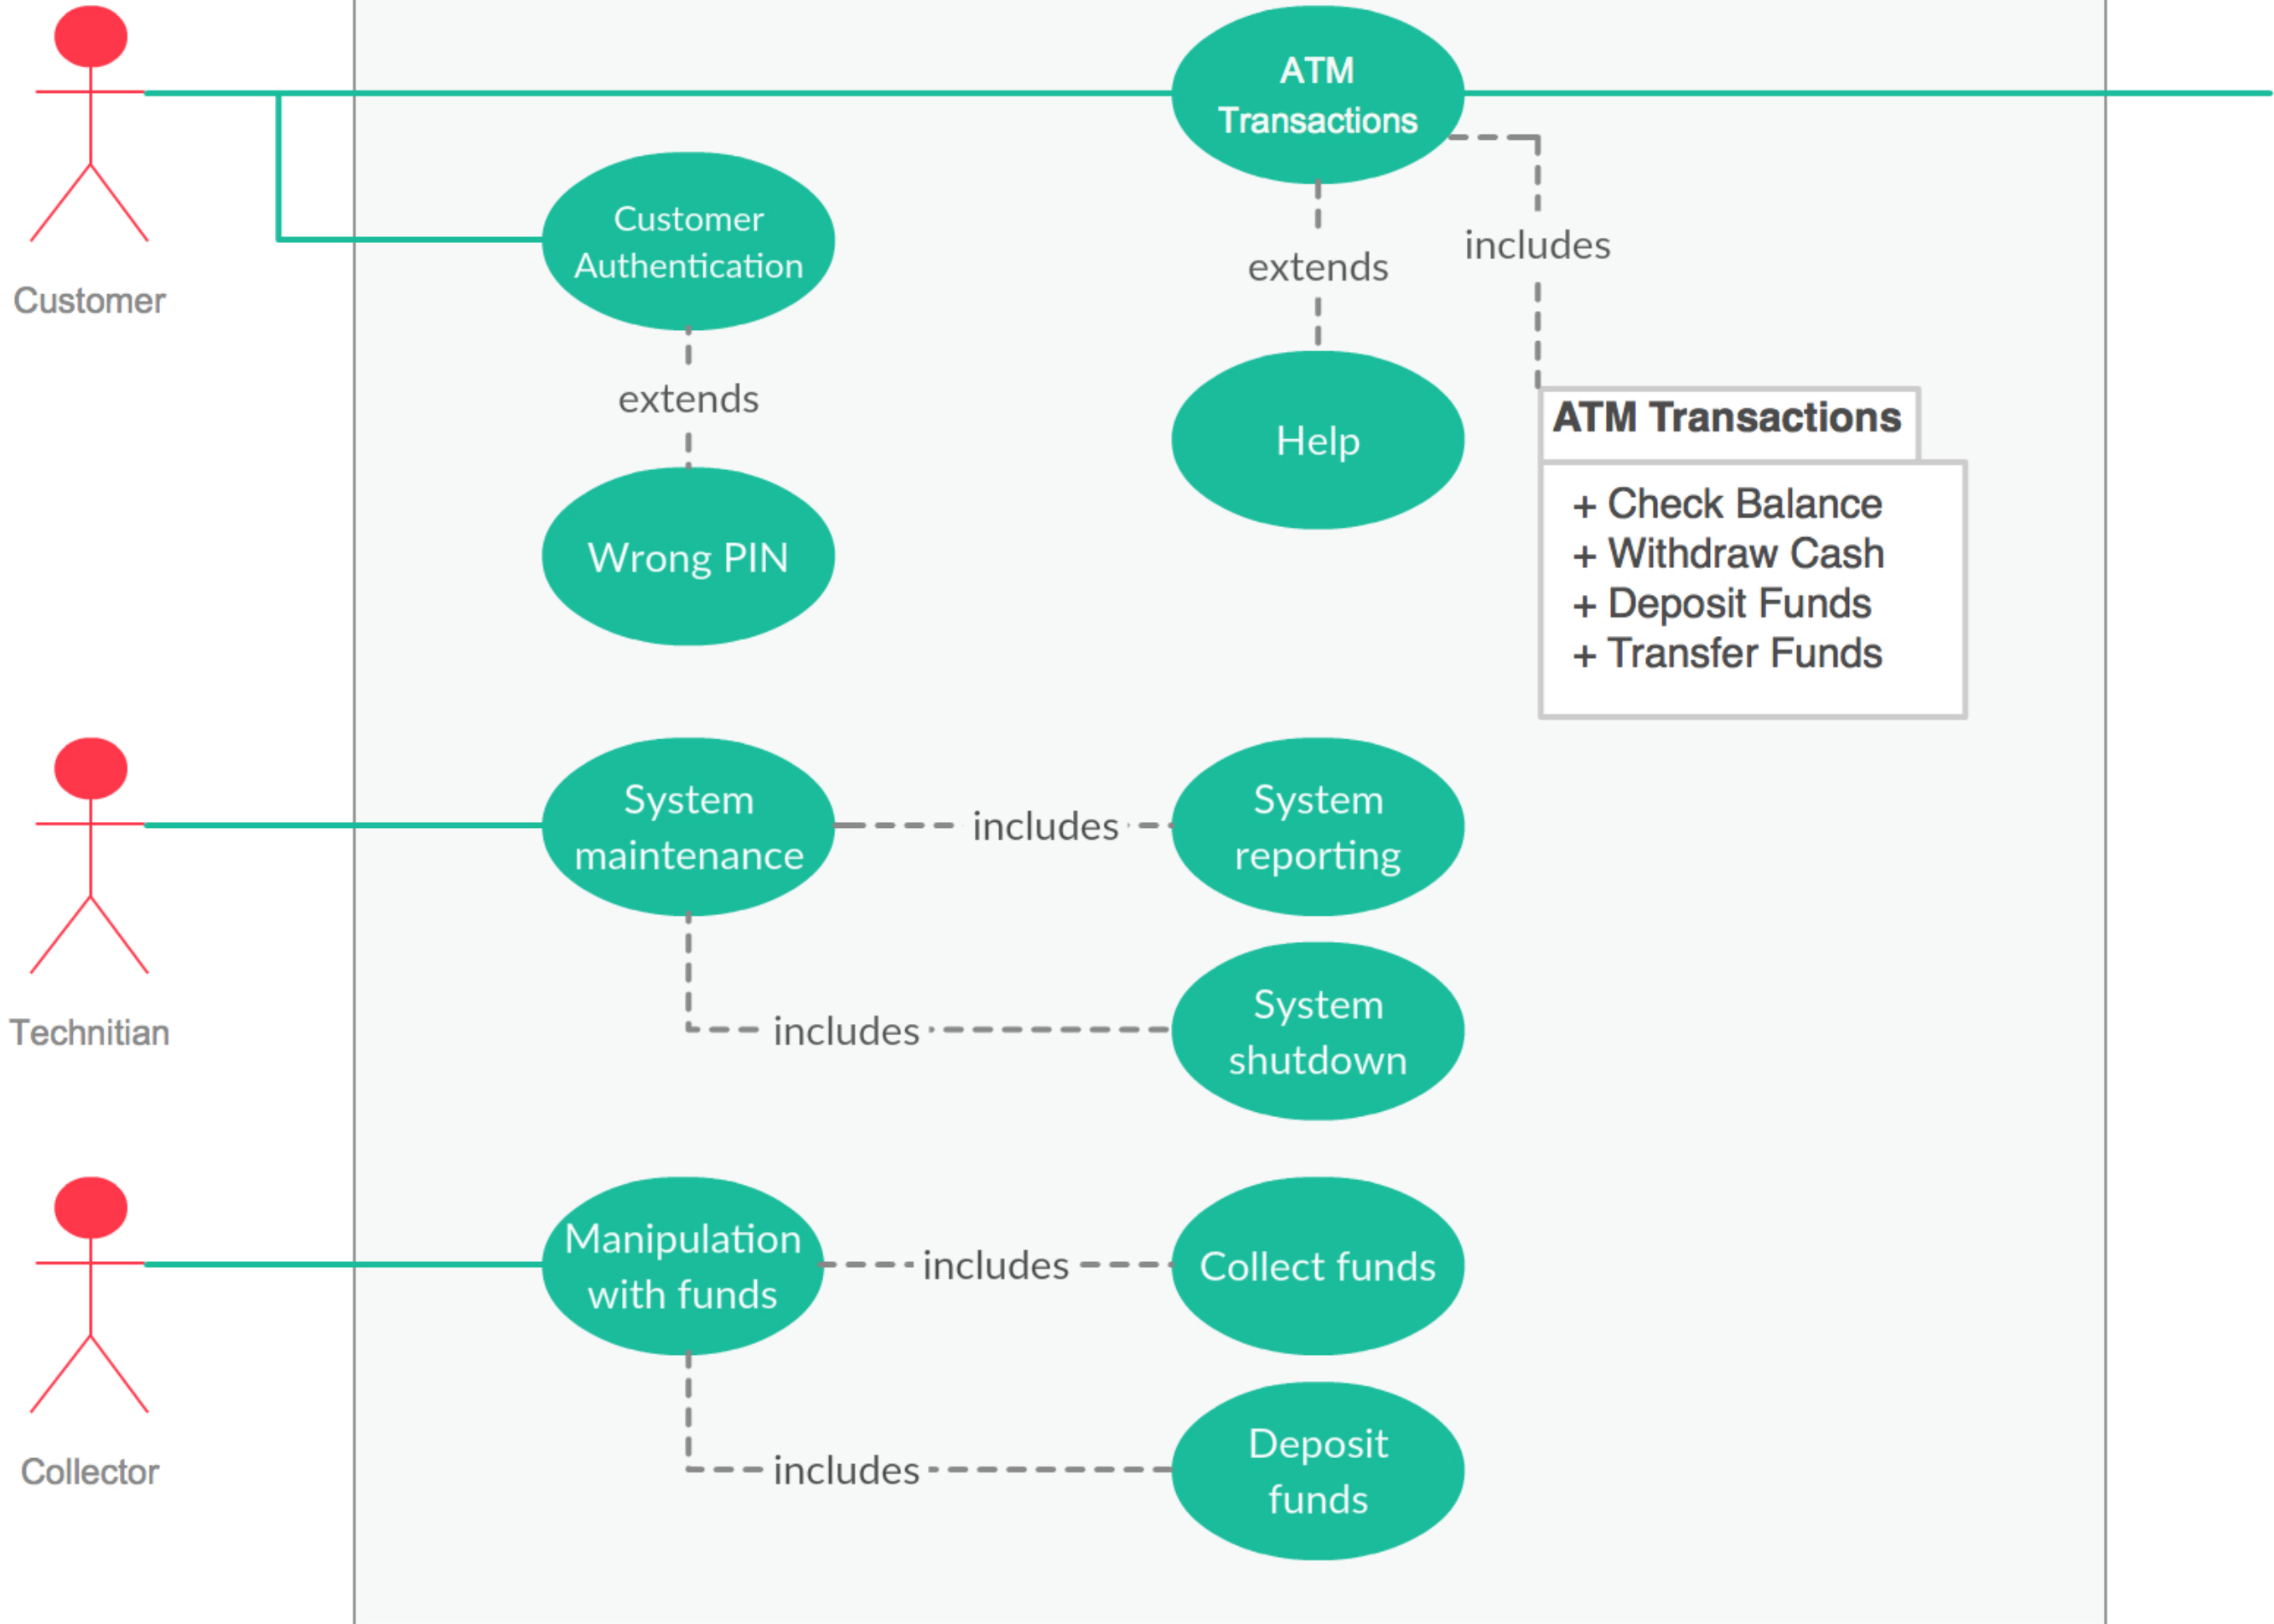 ATM
Transactions
Customer
Authentication
includes
extends
Customer
extends
ATM Transactions
Help
+ Check Balance
Wrong PIN
+ Withdraw Cash
+ Deposit Funds
+ Transfer Funds
System
maintenance
includes
System
reporting
Technitian
includes
System
shutdown
Manipulation
with funds
includes
Collect funds
Collector
includes
Deposit
funds